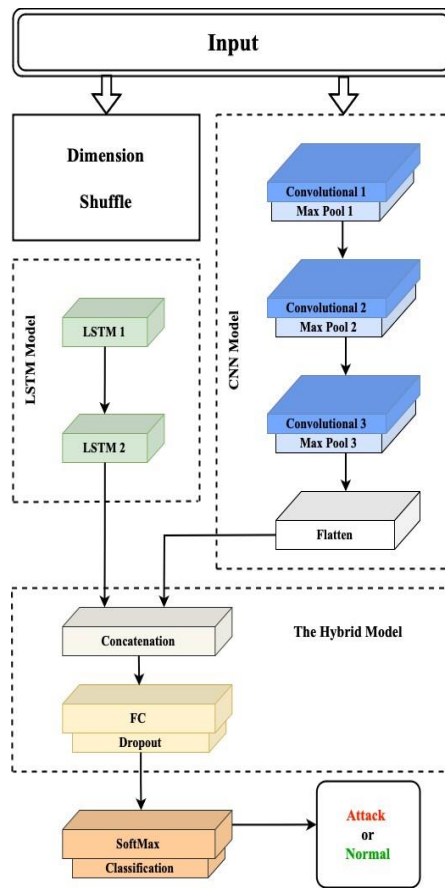 Input
Dimension
Shuffle
LSTM Model
LSTM 1
LSTM 2
CNN Model
Convolutional 1
Max Pool 1
Convolutional 2
Max Pool 2
Convolutional 3
Max Pool 3
Flatten
The Hybrid Model
Concatenation
FC
Dropout
SoftMax
Classification
Attack
or
Normal